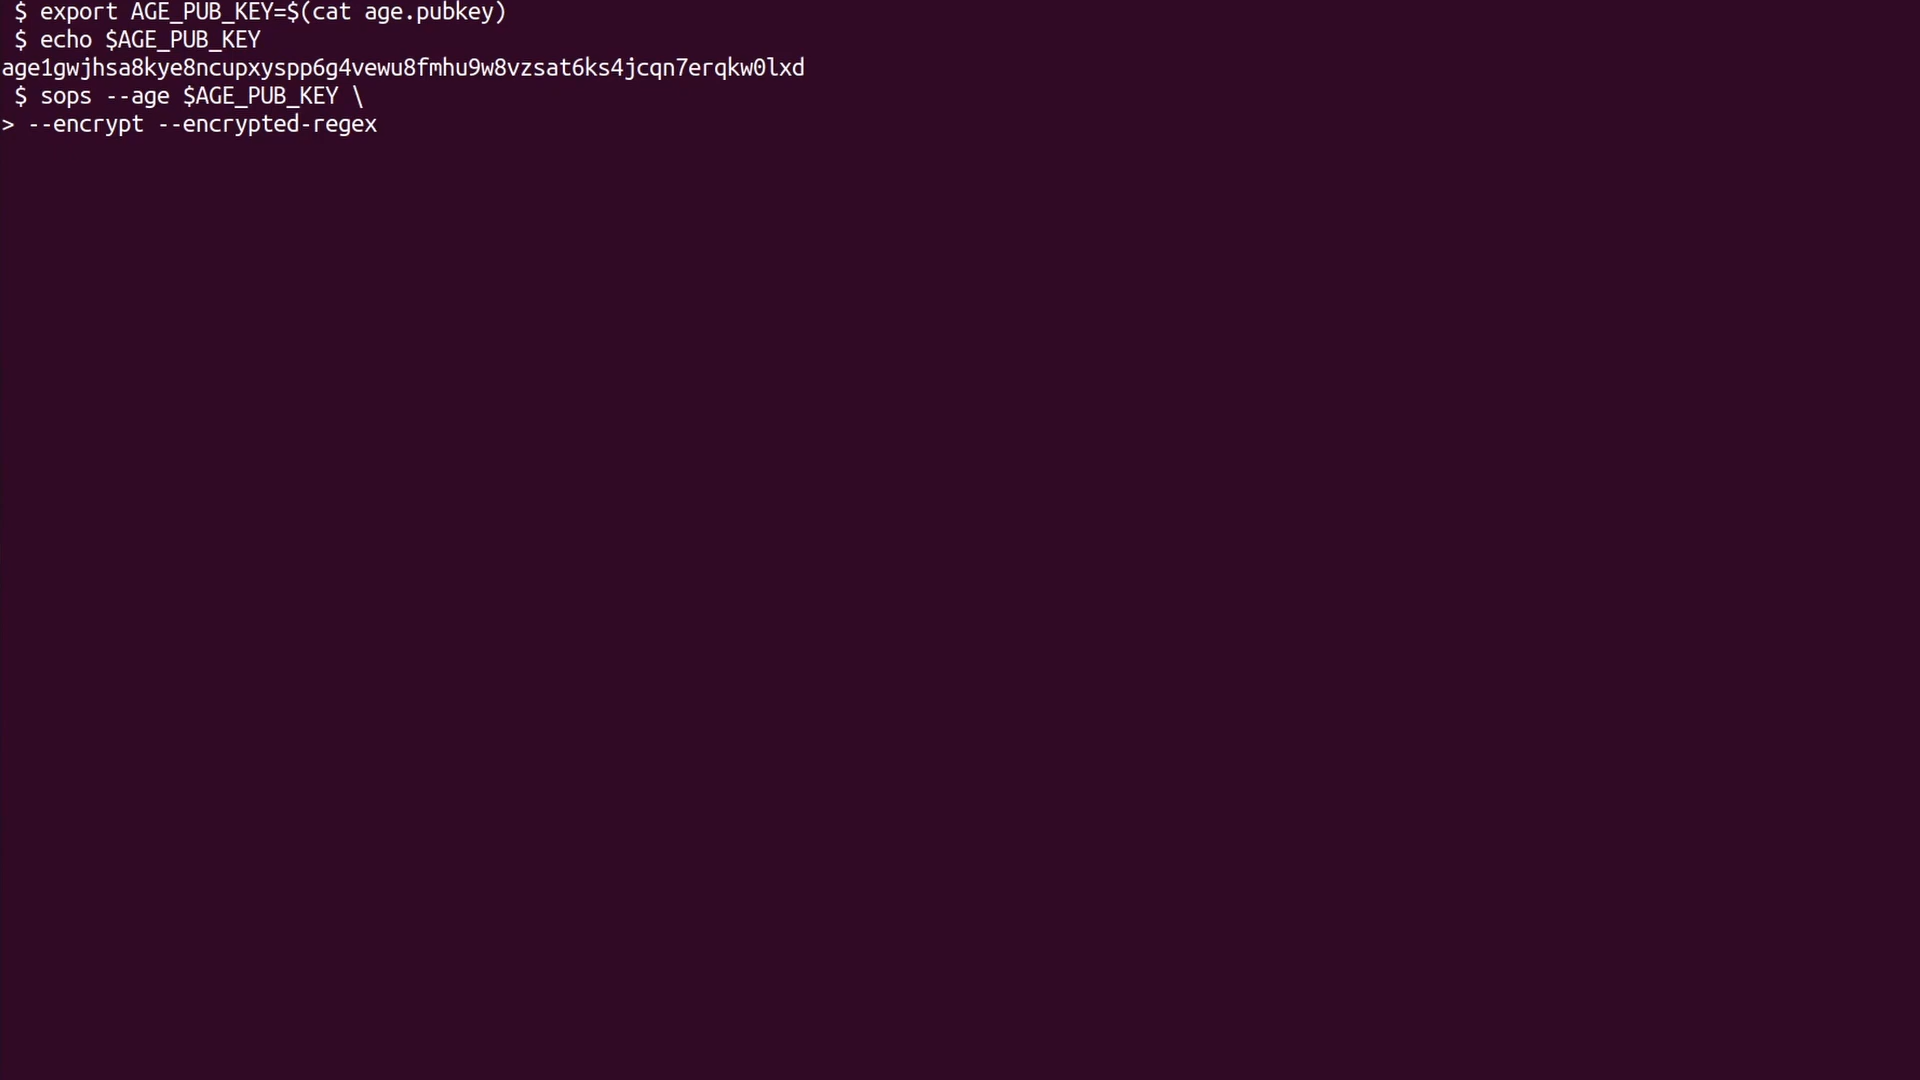 $ export AGE_PUB_KEY=$(cat age.pubkey)
$ echo $AGE_PUB_KEY
age1gwjhsa8kye8ncupxyspp6g4vewu8fmhu9w8vzsat6ks4jcqn7erqkw0lxd
$ sops --age $AGE_PUB_KEY \
> --encrypt --encrypted-regex